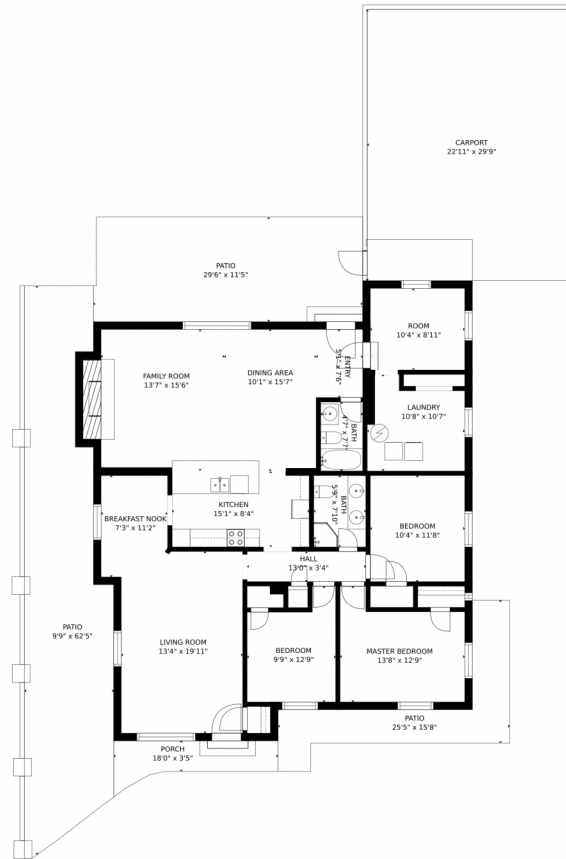 CARPORT
22'11" x 29'9"
PATIO
29'6" x 11'5"
ROOM
10'4" x 8'11"
FAMILY ROOM
13'7" x 15'6"
DINING AREA
10'1" x 15'7"
ENTRY
5'1" x 7'6"
LAUNDRY
10'8" x 10'7"
BATH
4'7" x 7'7"
KITCHEN
15'1" x 8'4"
BREAKFAST NOOK
7'3" x 11'2"
BATH
5'9" x 7'10"
BEDROOM
10'4" x 11'8"
HALL
13'0" x 3'4"
PATIO
9'9" x 62'5"
LIVING ROOM
13'4" x 19'11"
BEDROOM
9'9" x 12'9"
MASTER BEDROOM
13'8" x 12'9"
PATIO
25'5" x 15'8"
PORCH
18'0" x 3'5"